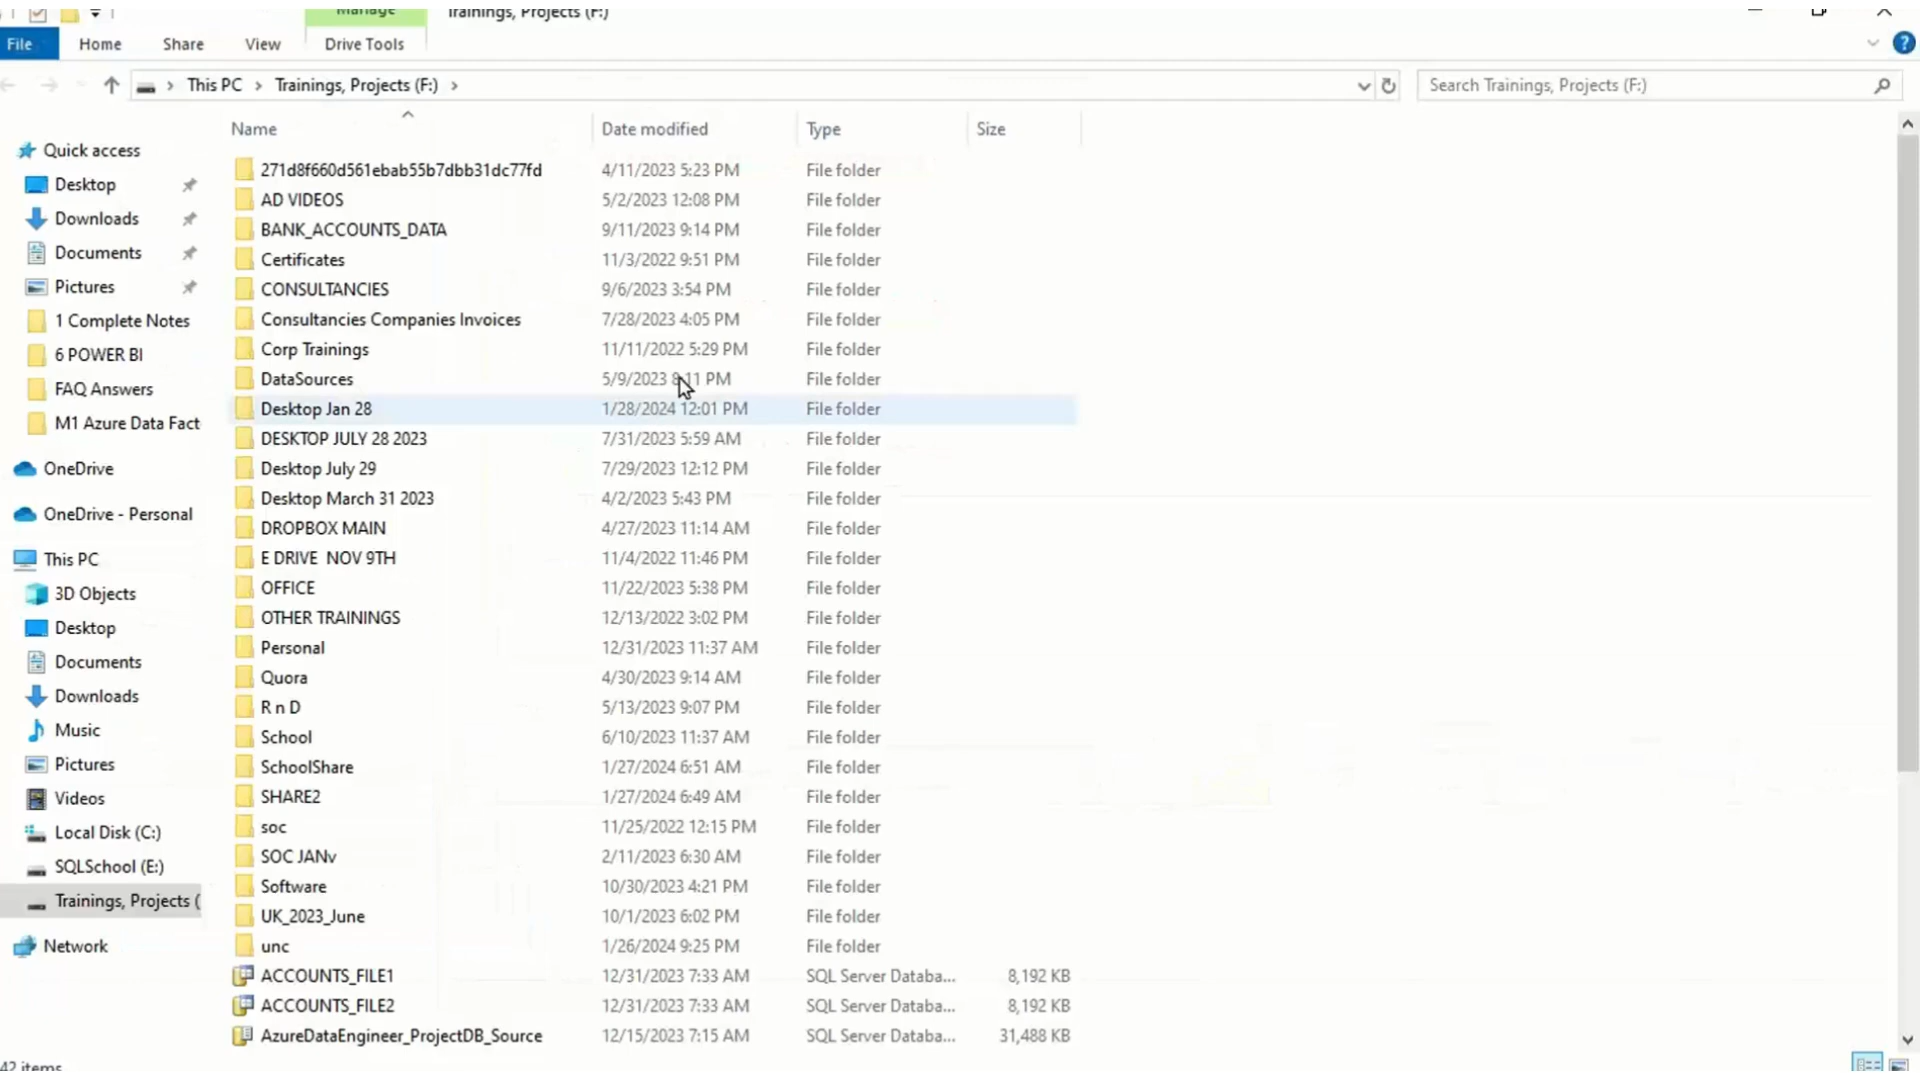 Manage
Trainings, Projects (F:)
File
Home
Share
View
Drive Tools
?
This PC
Trainings, Projects (F:)
Search Trainings, Projects (F:)
Name
Date modified
Type
Size
Quick access
Desktop
Downloads
Documents
Pictures
1 Complete Notes
6 POWER BI
FAQ Answers
M1 Azure Data Fact
OneDrive
OneDrive - Personal
This PC
3D Objects
Desktop
Documents
Downloads
Music
Pictures
Videos
Local Disk (C:)
SQLSchool (E:)
Trainings, Projects (
Network
271d8f660d561ebab55b7dbb31dc77fd 4/11/2023 5:23 PM File folder
AD VIDEOS 5/2/2023 12:08 PM File folder
BANK_ACCOUNTS_DATA 9/11/2023 9:14 PM File folder
Certificates 11/3/2022 9:51 PM File folder
CONSULTANCIES 9/6/2023 3:54 PM File folder
Consultancies Companies Invoices 7/28/2023 4:05 PM File folder
Corp Trainings 11/11/2022 5:29 PM File folder
DataSources 5/9/2023 8:11 PM File folder
Desktop Jan 28 1/28/2024 12:01 PM File folder
DESKTOP JULY 28 2023 7/31/2023 5:59 AM File folder
Desktop July 29 7/29/2023 12:12 PM File folder
Desktop March 31 2023 4/2/2023 5:43 PM File folder
DROPBOX MAIN 4/27/2023 11:14 AM File folder
E DRIVE NOV 9TH 11/4/2022 11:46 PM File folder
OFFICE 11/22/2023 5:38 PM File folder
OTHER TRAININGS 12/13/2022 3:02 PM File folder
Personal 12/31/2023 11:37 AM File folder
Quora 4/30/2023 9:14 AM File folder
R n D 5/13/2023 9:07 PM File folder
School 6/10/2023 11:37 AM File folder
SchoolShare 1/27/2024 6:51 AM File folder
SHARE2 1/27/2024 6:49 AM File folder
soc 11/25/2022 12:15 PM File folder
SOC JANv 2/11/2023 6:30 AM File folder
Software 10/30/2023 4:21 PM File folder
UK_2023_June 10/1/2023 6:02 PM File folder
unc 1/26/2024 9:25 PM File folder
ACCOUNTS_FILE1 12/31/2023 7:33 AM SQL Server Databa... 8,192 KB
ACCOUNTS_FILE2 12/31/2023 7:33 AM SQL Server Databa... 8,192 KB
AzureDataEngineer_ProjectDB_Source 12/15/2023 7:15 AM SQL Server Databa... 31,488 KB
42 items